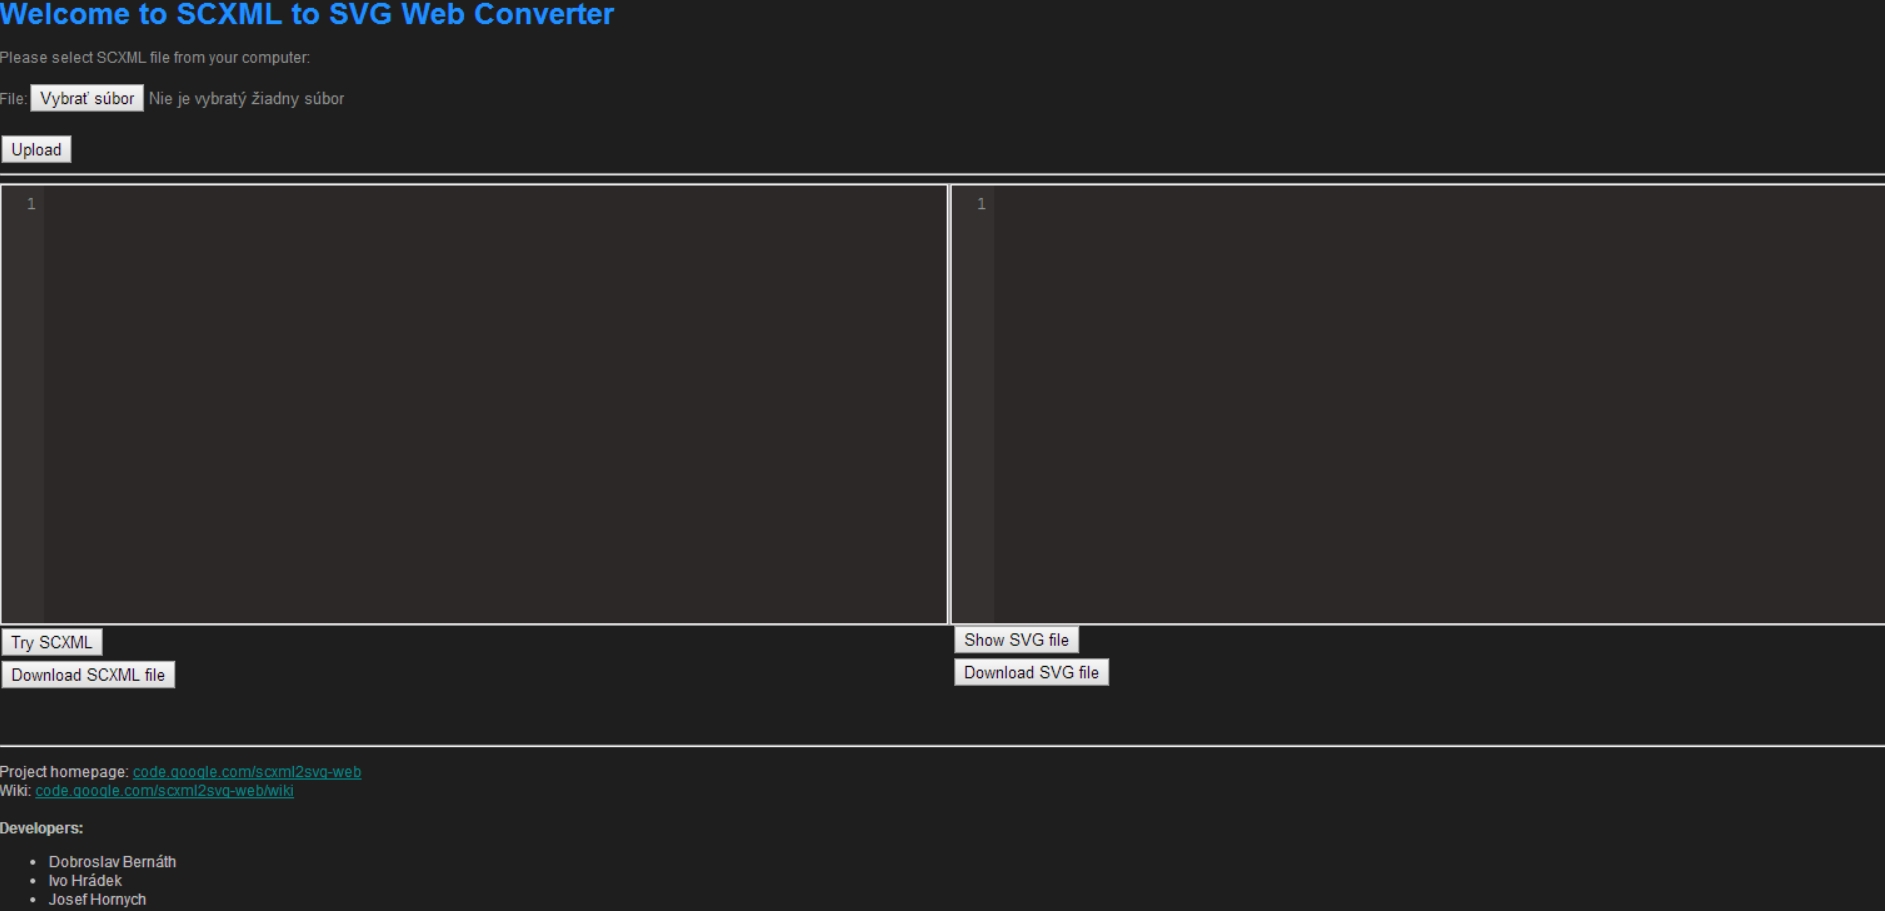 Welcome to SCXML to SVG Web Converter
Please select SCXML file from your computer:
File: Vybrať súbor Nie je vybratý žiadny súbor
Upload
1
1
Try SCXML
Download SCXML file
Show SVG file
Download SVG file
Project homepage: code.google.com/scxml2svg-web
Wiki: code.google.com/scxml2svg-web/wiki
Developers:
• Dobroslav Bernáth
• Ivo Hrádek
• Josef Hornych